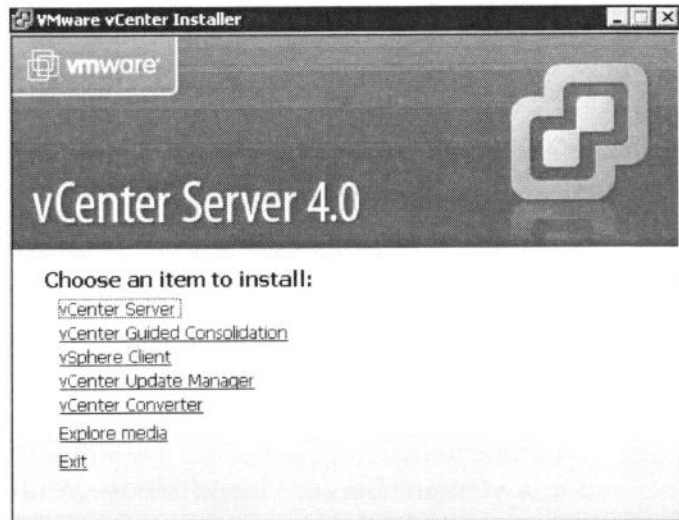 VMware vCenter Installer
vmware
vCenter Server 4.0
Choose an item to install:
vCenter Server
vCenter Guided Consolidation
vSphere Client
vCenter Update Manager
vCenter Converter
Explore media
Exit